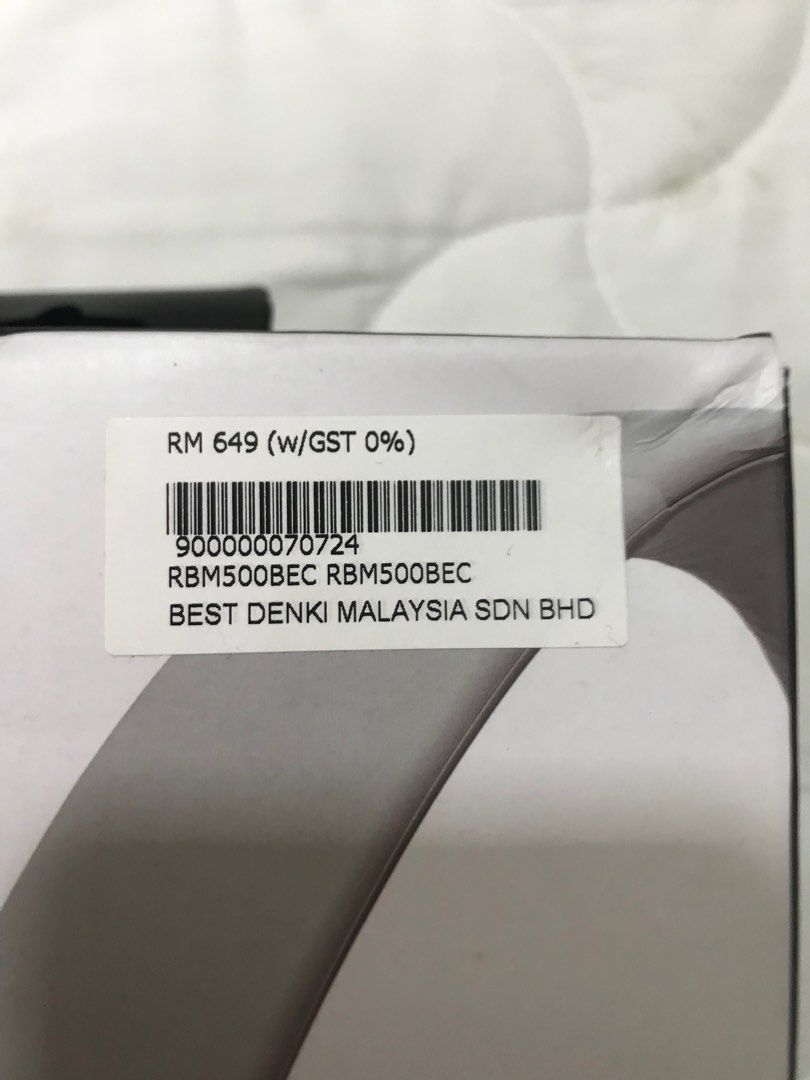 RM 649 (w/GST 0%)
900000070724
RBM500BEC RBM500BEC
BEST DENKI MALAYSIA SDN BHD